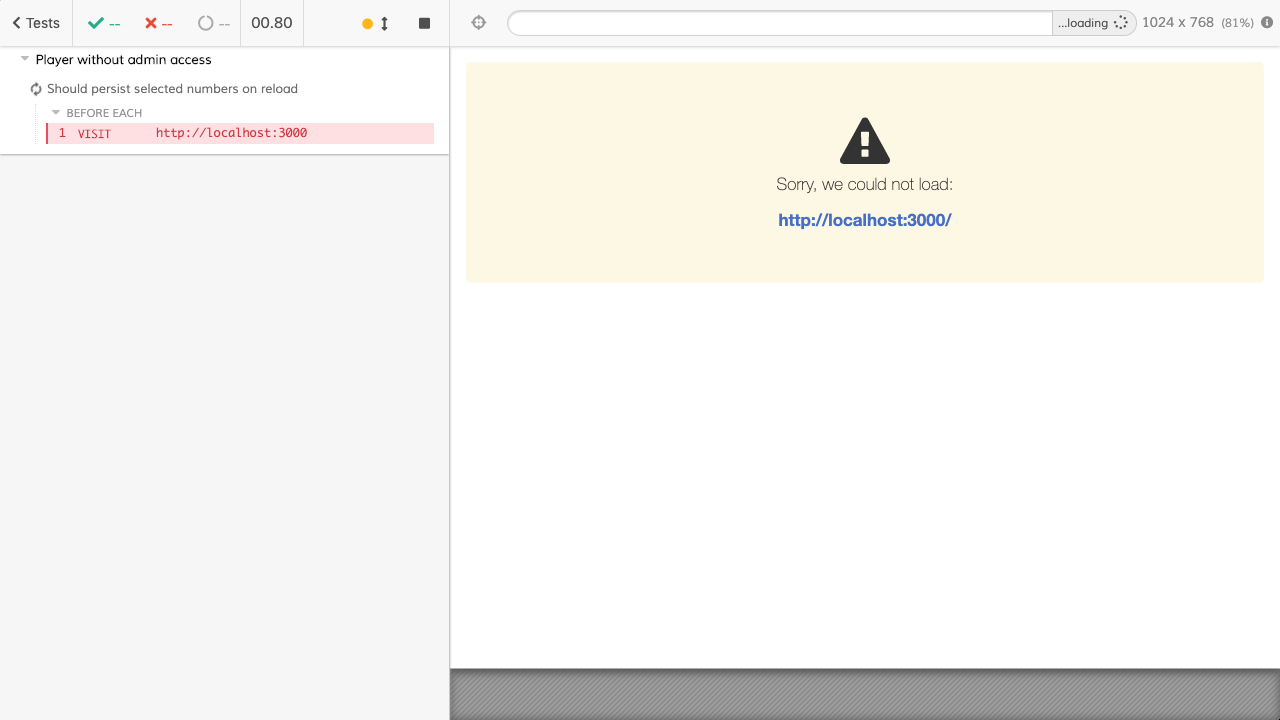 Tests -- -- -- 00.80 ...loading 1024 x 768 (81%)
Player without admin access
Should persist selected numbers on reload
BEFORE EACH
1 VISIT http://localhost:3000
Sorry, we could not load:
http://localhost:3000/